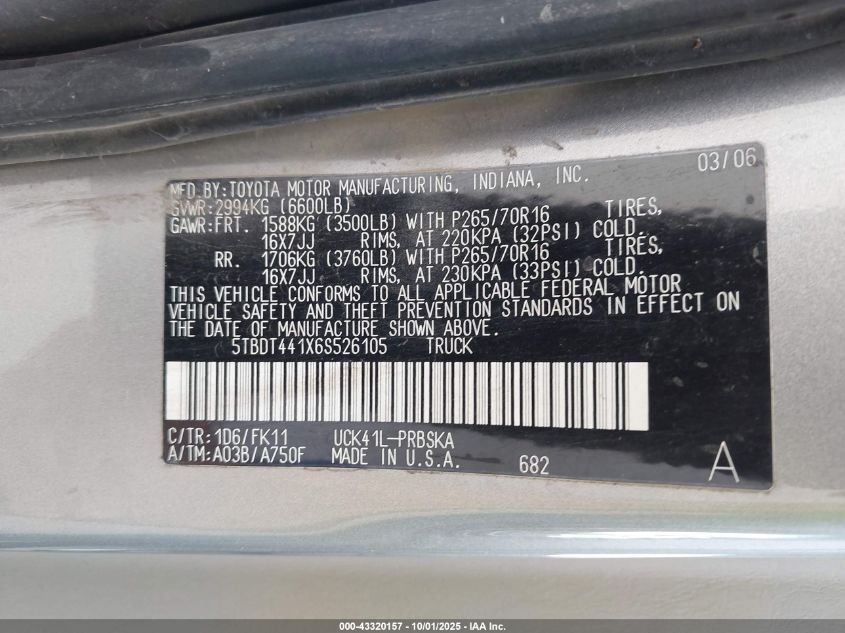 03/06
MFD BY:TOYOTA MOTOR MANUFACTURING, INDIANA, INC.
GVWR:2994KG (6600LB)
GAWR:FRT. 1588KG (3500LB) WITH P265/70R16 TIRES,
16X7JJ RIMS, AT 220KPA (32PSI) COLD.
RR. 1706KG (3760LB) WITH P265/70R16 TIRES,
16X7JJ RIMS, AT 230KPA (33PSI) COLD.
THIS VEHICLE CONFORMS TO ALL APPLICABLE FEDERAL MOTOR
VEHICLE SAFETY AND THEFT PREVENTION STANDARDS IN EFFECT ON
THE DATE OF MANUFACTURE SHOWN ABOVE.
5TBDT441X6S526105 TRUCK
C/TR:1D6/FK11 UCK41L-PRBSKA
A/TM:A03B/A750F MADE IN U.S.A. 682 A
000-43320157 - 10/01/2025 - IAA Inc.